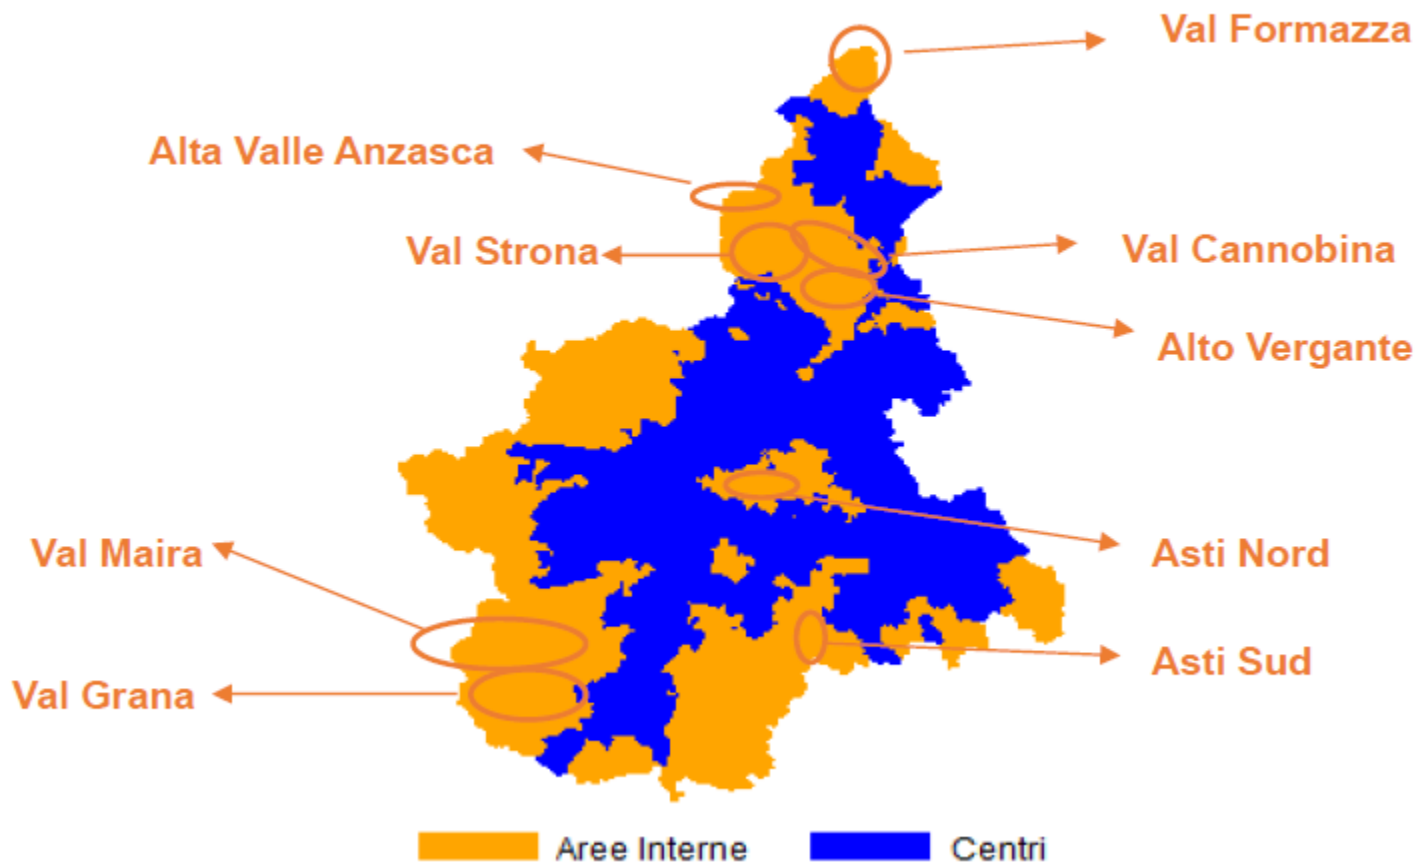 Val Formazza
Alta Valle Anzasca
Val Strona
Val Cannobina
Alto Vergante
Val Maira
Asti Nord
Val Grana
Asti Sud
Aree Interne
Centri